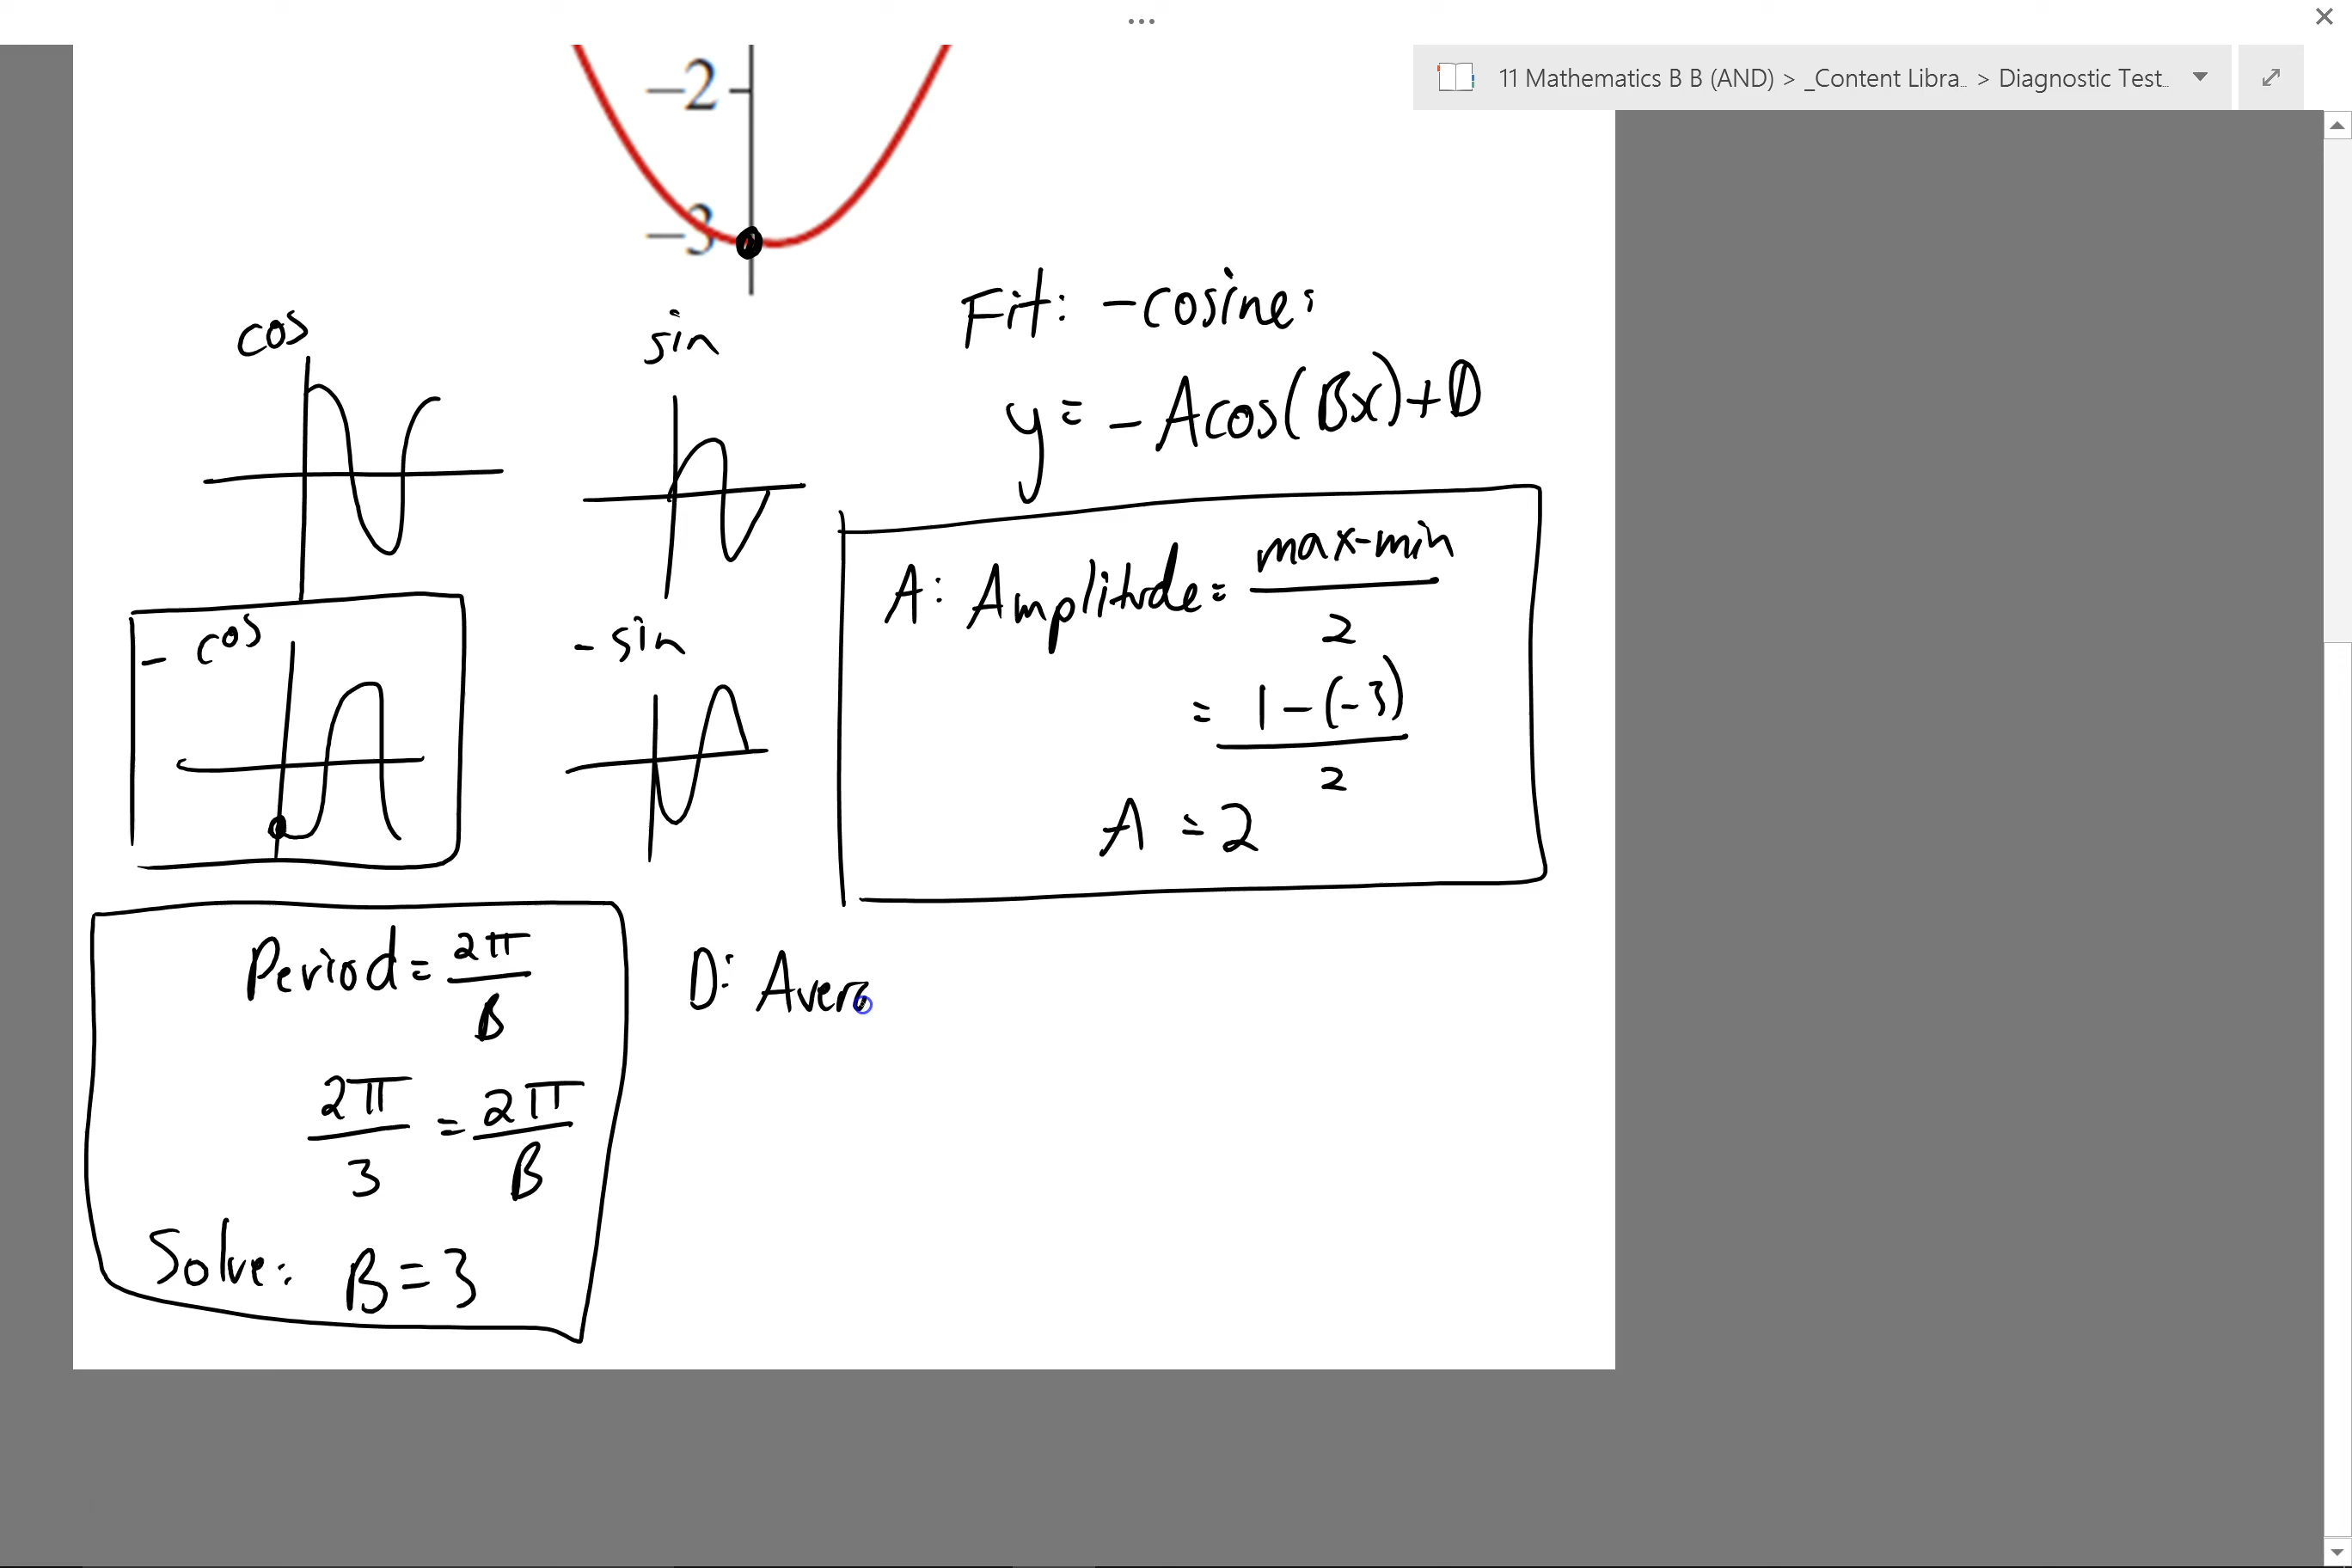 ...
11 Mathematics B B (AND) > _Content Libra... > Diagnostic Test...
−2
−3
cos
sin
Fit: -cosine:
y = -Acos(Bx)+D
- cos
- sin
A: Amplitude = max-min
2
= 1-(-3)
2
A = 2
Period = 2π
B
2π = 2π
3 B
Solve: B=3
D: Avera